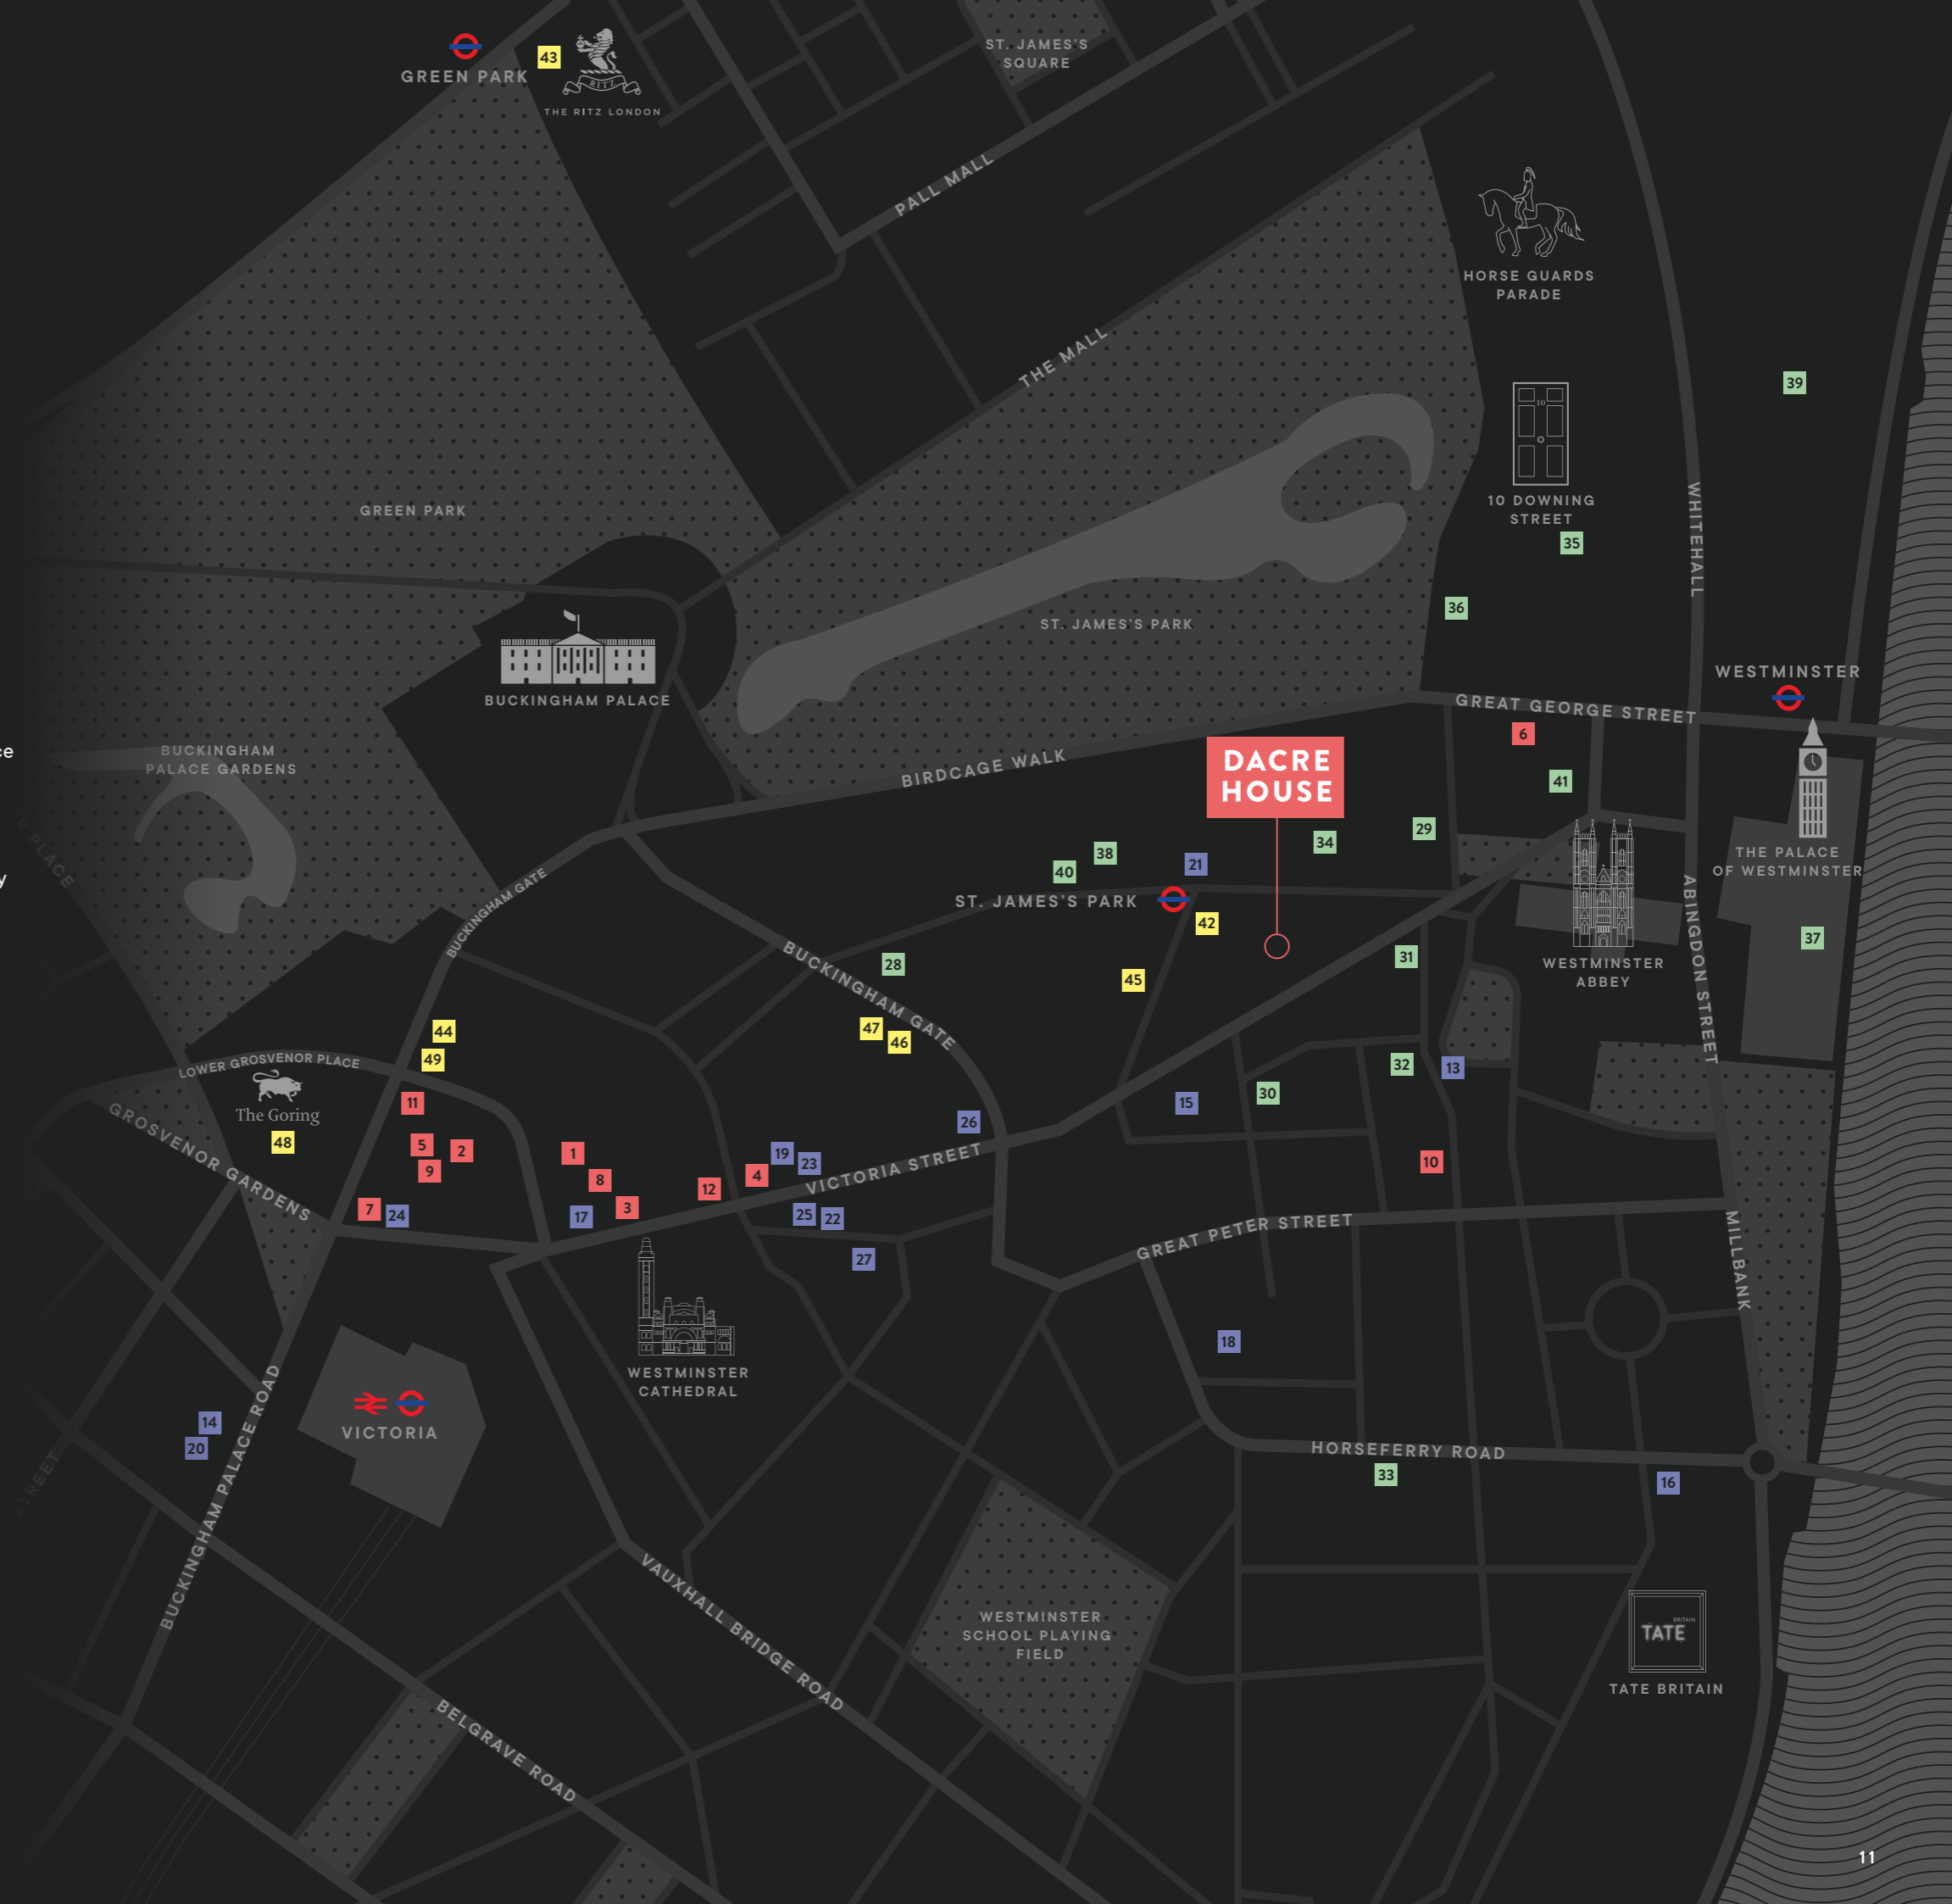 GREEN PARK
43
RITZ
THE RITZ LONDON
ST. JAMES'S
SQUARE
PALL MALL
HORSE GUARDS
PARADE
THE MALL
39
10
10 DOWNING
STREET
WHITEHALL
GREEN PARK
35
36
ST. JAMES'S PARK
BUCKINGHAM PALACE
WESTMINSTER
GREAT GEORGE STREET
6
BUCKINGHAM
PALACE GARDENS
ce
BIRDCAGE WALK
DACRE
HOUSE
41
29
34
38
40
21
THE PALACE
OF WESTMINSTER
R PLACE
y
BUCKINGHAM GATE
ST. JAMES'S PARK
42
ABINGDON STREET
37
BUCKINGHAM GATE
28
31
WESTMINSTER
ABBEY
45
44
47
46
49
LOWER GROSVENOR PLACE
The Goring
32
13
GROSVENOR GARDENS
11
15
30
26
48
5
2
9
1
8
3
12
4
19
23
VICTORIA STREET
10
7
24
17
25
22
27
GREAT PETER STREET
MILLBANK
WESTMINSTER
CATHEDRAL
18
BUCKINGHAM PALACE ROAD
14
20
VICTORIA
STREET
HORSEFERRY ROAD
33
16
VAUXHALL BRIDGE ROAD
WESTMINSTER
SCHOOL PLAYING
FIELD
BRITAIN
TATE
TATE BRITAIN
BELGRAVE ROAD
11